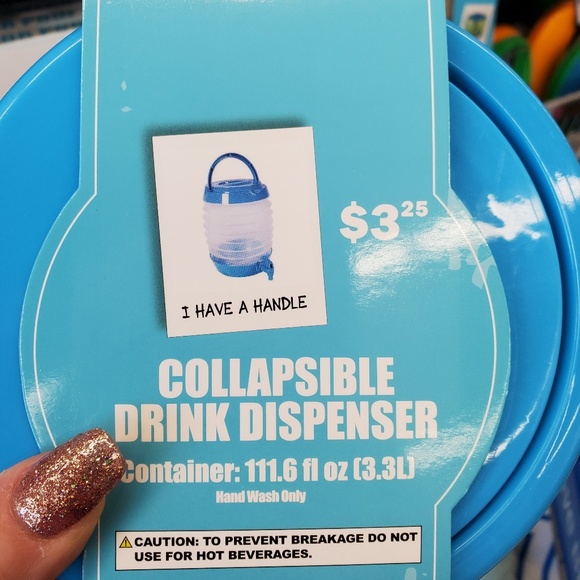 $3.25
I HAVE A HANDLE
COLLAPSIBLE
DRINK DISPENSER
Container: 111.6 fl oz (3.3L)
Hand Wash Only
CAUTION: TO PREVENT BREAKAGE DO NOT
USE FOR HOT BEVERAGES.